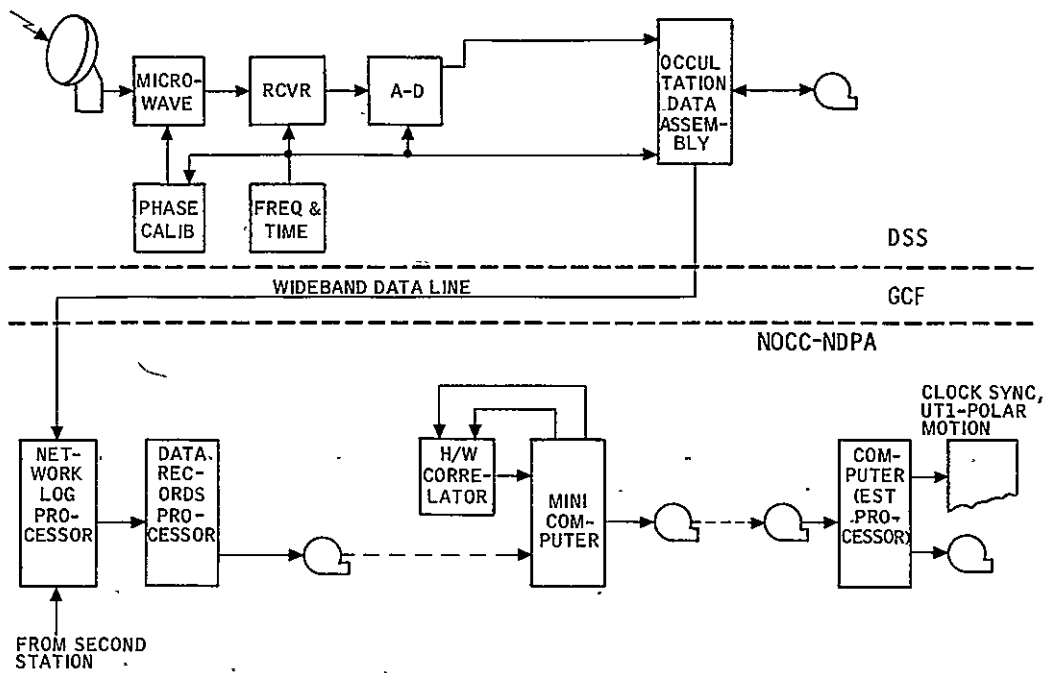 MICRO-
WAVE
RCVR
A-D
OCCUL
TATION
DATA
ASSEM-
BLY
PHASE
CALIB
FREQ &
TIME
DSS
WIDEBAND DATA LINE
GCF
NOCC-NDPA
CLOCK SYNC,
UT1-POLAR
MOTION
NET-
WORK
LOG
PRO-
CESSOR
DATA
REC-
ORDS
PRO-
CESSOR
H/W
CORRE-
LATOR
MINI
COM-
PUTER
COM-
PUTER
(EST
PRO-
CESSOR)
FROM SECOND
STATION